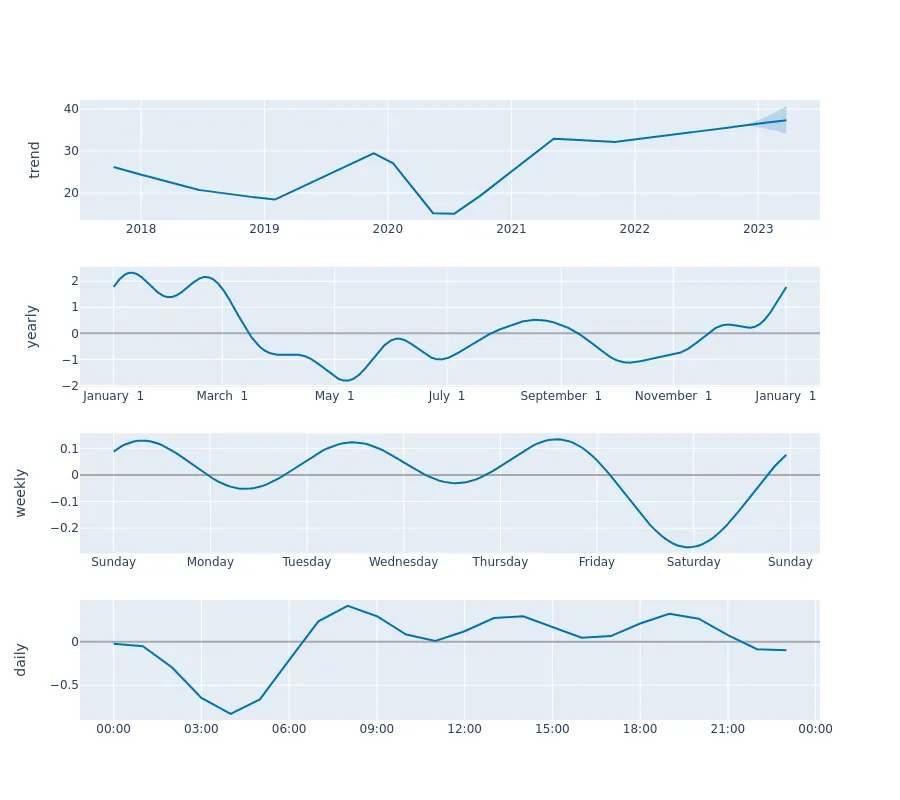 trend
40
30
20
2018 2019 2020 2021 2022 2023
yearly
2
1
0
−1
−2
January 1 March 1 May 1 July 1 September 1 November 1 January 1
weekly
0.1
0
−0.1
−0.2
Sunday Monday Tuesday Wednesday Thursday Friday Saturday Sunday
daily
0
−0.5
00:00 03:00 06:00 09:00 12:00 15:00 18:00 21:00 00:00